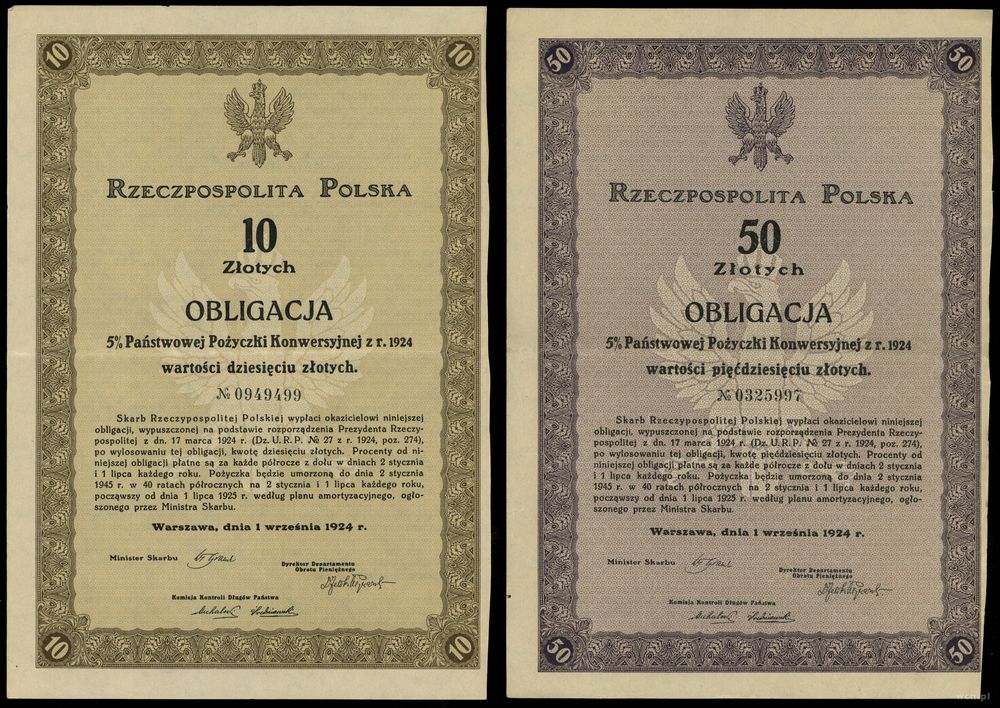 10 10
RZECZPOSPOLITA POLSKA
10
Złotych
OBLIGACJA
5% Państwowej Pożyczki Konwersyjnej z r. 1924
wartości dziesięciu złotych.
№ 0949499
Skarb Rzeczypospolitej Polskiej wypłaci okazicielowi niniejszej
obligacji, wypuszczonej na podstawie rozporządzenia Prezydenta Rzeczy-
pospolitej z dn. 17 marca 1924 r. (Dz. U. R. P. № 27 z r. 1924, poz. 274),
po wylosowaniu tej obligacji, kwotę dziesięciu złotych. Procenty od ni-
niejszej obligacji płatne są za każde półrocze z dołu w dniach 2 stycznia
i 1 lipca każdego roku. Pożyczka będzie umorzoną do dnia 2 stycznia
1945 r. w 40 ratach półrocznych na 2 stycznia i 1 lipca każdego roku,
począwszy od dnia 1 lipca 1925 r. według planu amortyzacyjnego, ogło-
szonego przez Ministra Skarbu.
Warszawa, dnia 1 września 1924 r.
Minister Skarbu
Dyrektor Departamentu
Obrotu Pieniężnego
Komisja Kontroli Długów Państwa
10 10
50 50
RZECZPOSPOLITA POLSKA
50
Złotych
OBLIGACJA
5% Państwowej Pożyczki Konwersyjnej z r. 1924
wartości pięćdziesięciu złotych.
№ 0325997
Skarb Rzeczypospolitej Polskiej wypłaci okazicielowi niniejszej
obligacji, wypuszczonej na podstawie rozporządzenia Prezydenta Rzeczy-
pospolitej z dn. 17 marca 1924 r. (Dz. U. R. P. № 27 z r. 1924, poz. 274),
po wylosowaniu tej obligacji, kwotę pięćdziesięciu złotych. Procenty od
niniejszej obligacji płatne są za każde półrocze z dołu w dniach 2 stycznia
i 1 lipca każdego roku. Pożyczka będzie umorzoną do dnia 2 stycznia
1945 r. w 40 ratach półrocznych na 2 stycznia i 1 lipca każdego roku,
począwszy od dnia 1 lipca 1925 r. według planu amortyzacyjnego, ogło-
szonego przez Ministra Skarbu.
Warszawa, dnia 1 września 1924 r.
Minister Skarbu
Dyrektor Departamentu
Obrotu Pieniężnego
Komisja Kontroli Długów Państwa
50 50
wcn.pl